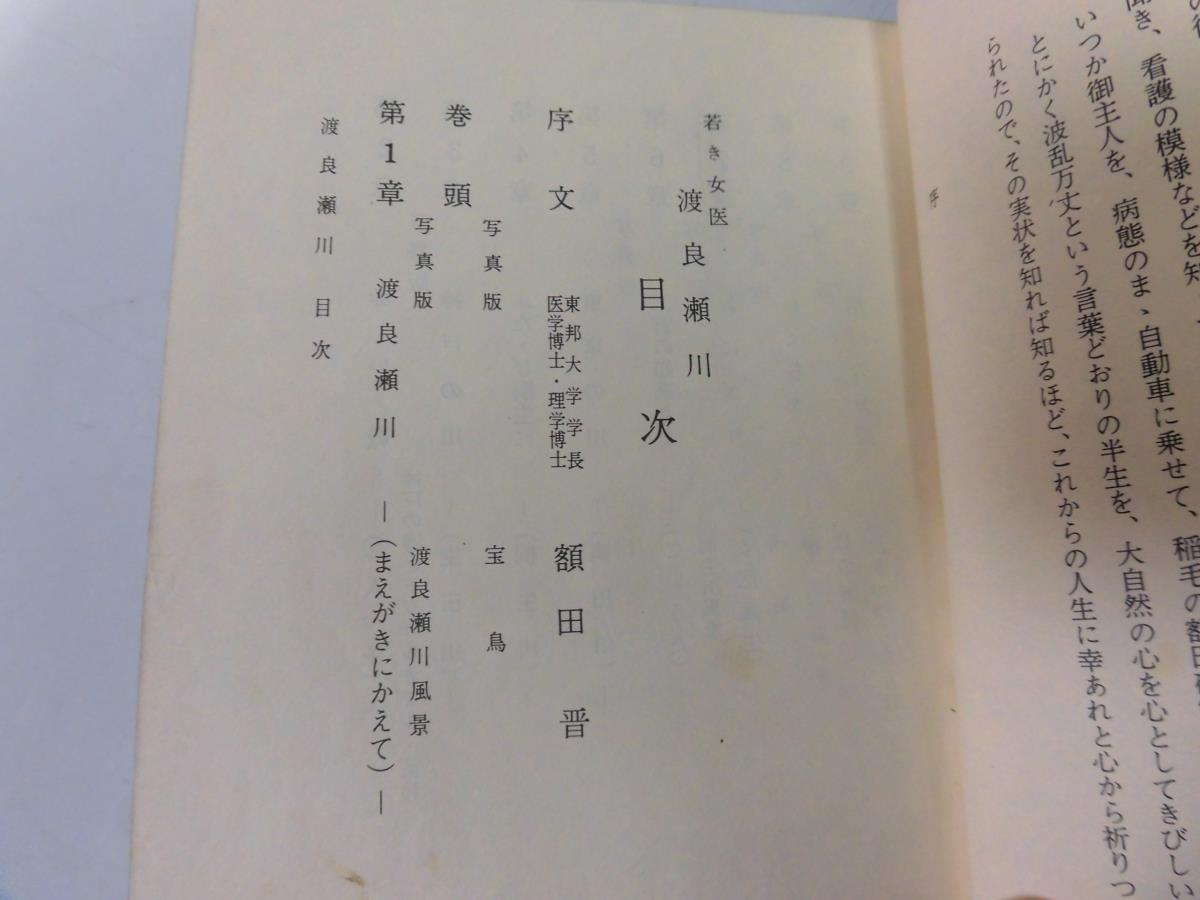 聞き、看護の模様などを知
いつか御主人を、病態のまゝ自動車に乗せて、稲毛の額田
とにかく波乱万丈という言葉どおりの半生を、大自然の心を心としてきびしい
られたので、その実状を知れば知るほど、これからの人生に幸あれと心から祈りつ
序
若き女医
渡良瀬川
目次
序文 東邦大学学長 医学博士・理学博士 額田晋
巻頭 写真版 宝鳥
写真版 渡良瀬川風景
第1章 渡良瀬川 ―(まえがきにかえて)―
渡良瀬川 目次